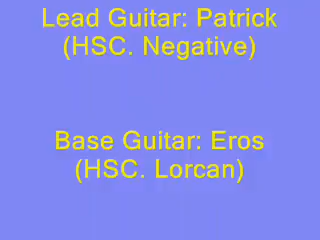 Lead Guitar: Patrick
(HSC. Negative)
Base Guitar: Eros
(HSC. Lorcan)